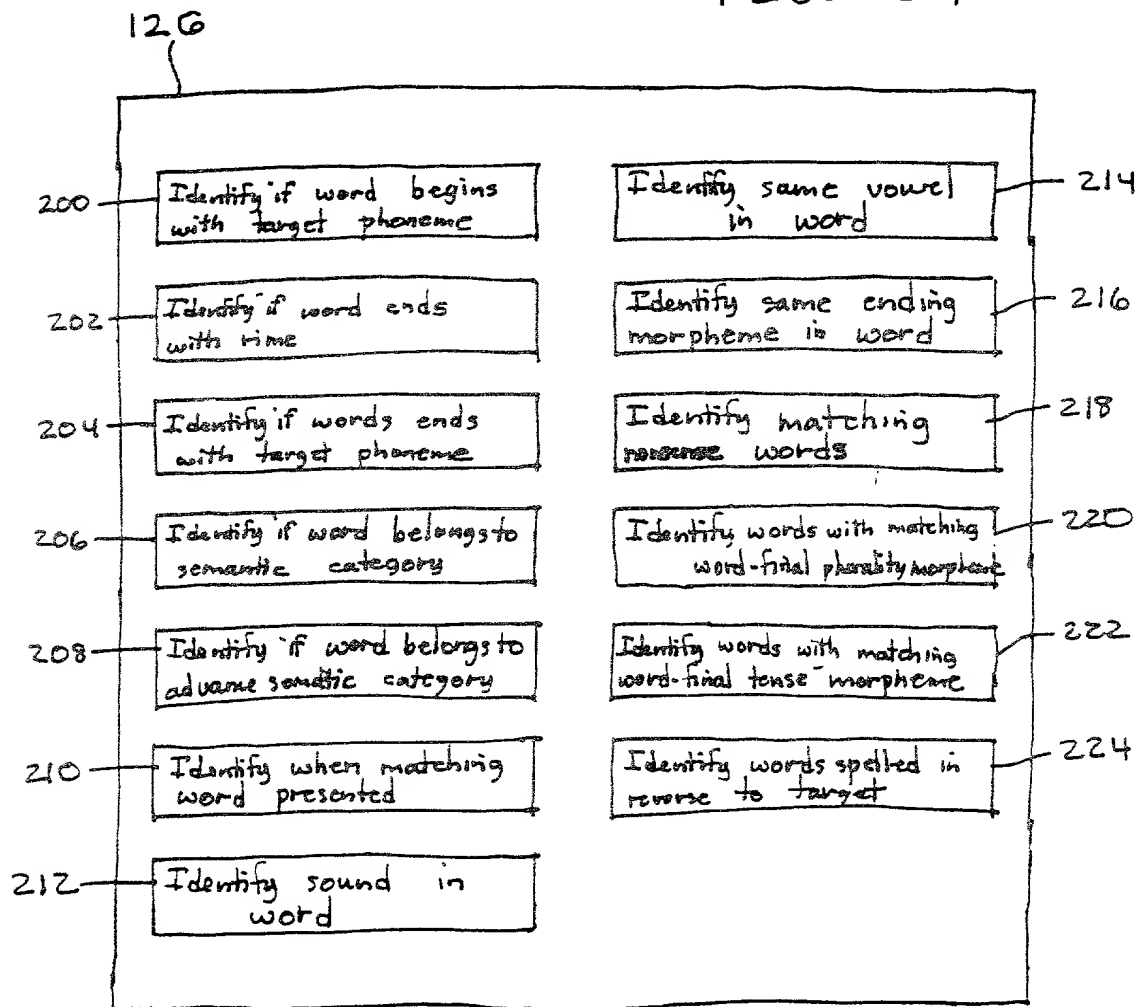 126
200
Identify if word begins
with target phoneme
202
Identify if word ends
with rime
204
Identify if words ends
with target phoneme
206
Identify if word belongs to
semantic category
208
Identify if word belongs to
category
210
Identify when matching
word presented
212
Identify sound in
word
214
Identify same vowel
in word
216
Identify same ending
morpheme in word
218
Identify matching
nonsense words
220
Identify words with matching
word-final plurality morpheme
222
Identify words with matching
word-final tense morpheme
224
Identify words spelled in
reverse to target